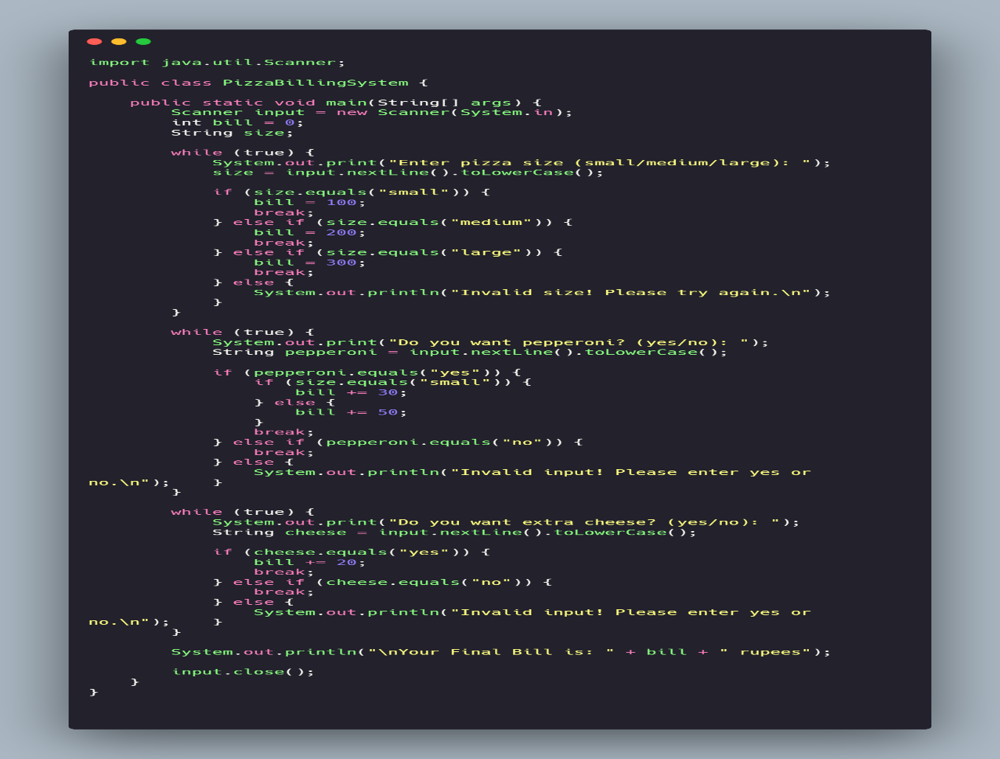 import java.util.Scanner;

public class PizzaBillingSystem {

    public static void main(String[] args) {
        Scanner input = new Scanner(System.in);
        int bill = 0;
        String size;

        while (true) {
            System.out.print("Enter pizza size (small/medium/large): ");
            size = input.nextLine().toLowerCase();

            if (size.equals("small")) {
                bill = 100;
                break;
            } else if (size.equals("medium")) {
                bill = 200;
                break;
            } else if (size.equals("large")) {
                bill = 300;
                break;
            } else {
                System.out.println("Invalid size! Please try again.\n");
            }
        }

        while (true) {
            System.out.print("Do you want pepperoni? (yes/no): ");
            String pepperoni = input.nextLine().toLowerCase();

            if (pepperoni.equals("yes")) {
                if (size.equals("small")) {
                    bill += 30;
                } else {
                    bill += 50;
                }
                break;
            } else if (pepperoni.equals("no")) {
                break;
            } else {
                System.out.println("Invalid input! Please enter yes or
no.\n");    }
        }

        while (true) {
            System.out.print("Do you want extra cheese? (yes/no): ");
            String cheese = input.nextLine().toLowerCase();

            if (cheese.equals("yes")) {
                bill += 20;
                break;
            } else if (cheese.equals("no")) {
                break;
            } else {
                System.out.println("Invalid input! Please enter yes or
no.\n");    }
        }

        System.out.println("\nYour Final Bill is: " + bill + " rupees");

        input.close();
    }
}